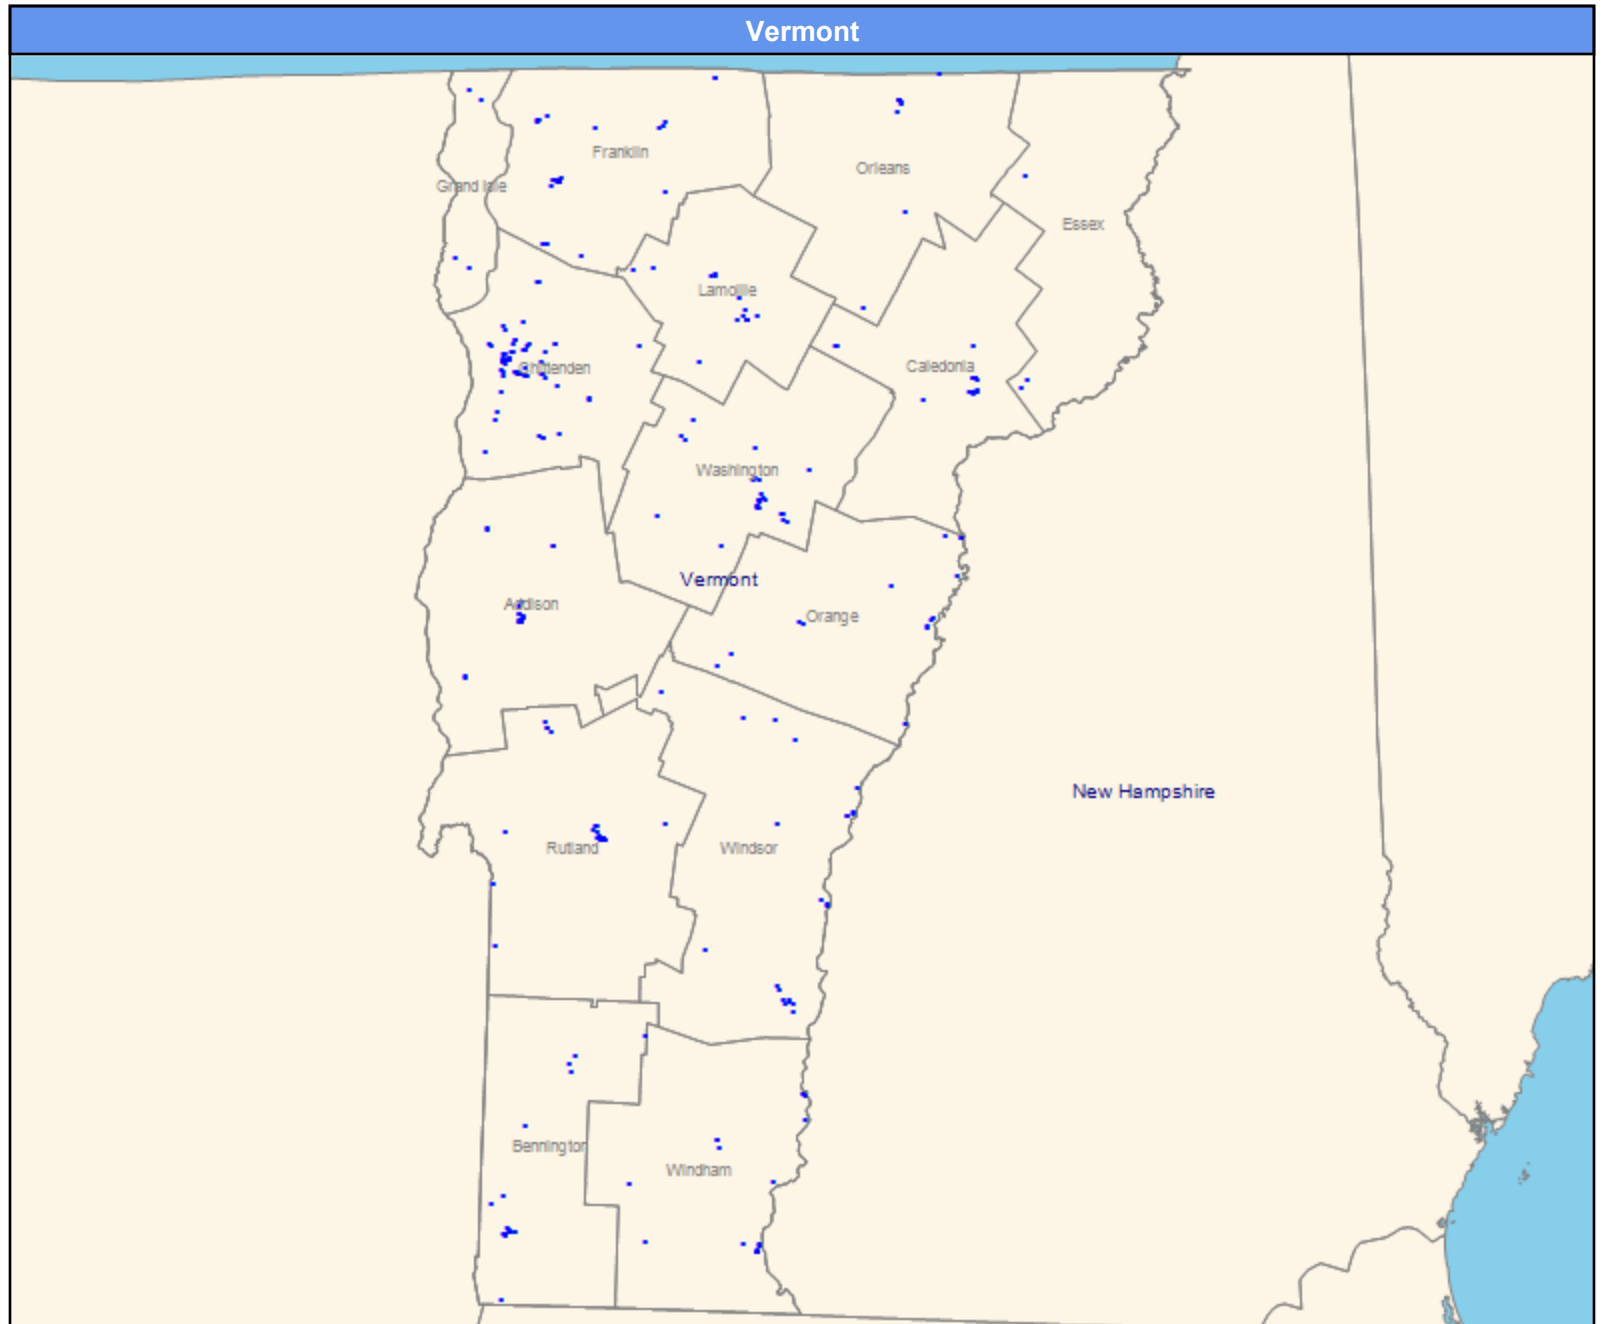 Vermont
Franklin
Orleans
Grand Isle
Essex
Lamoille
Chittenden
Caledonia
Washington
Vermont
Addison
Orange
New Hampshire
Rutland
Windsor
Bennington
Windham